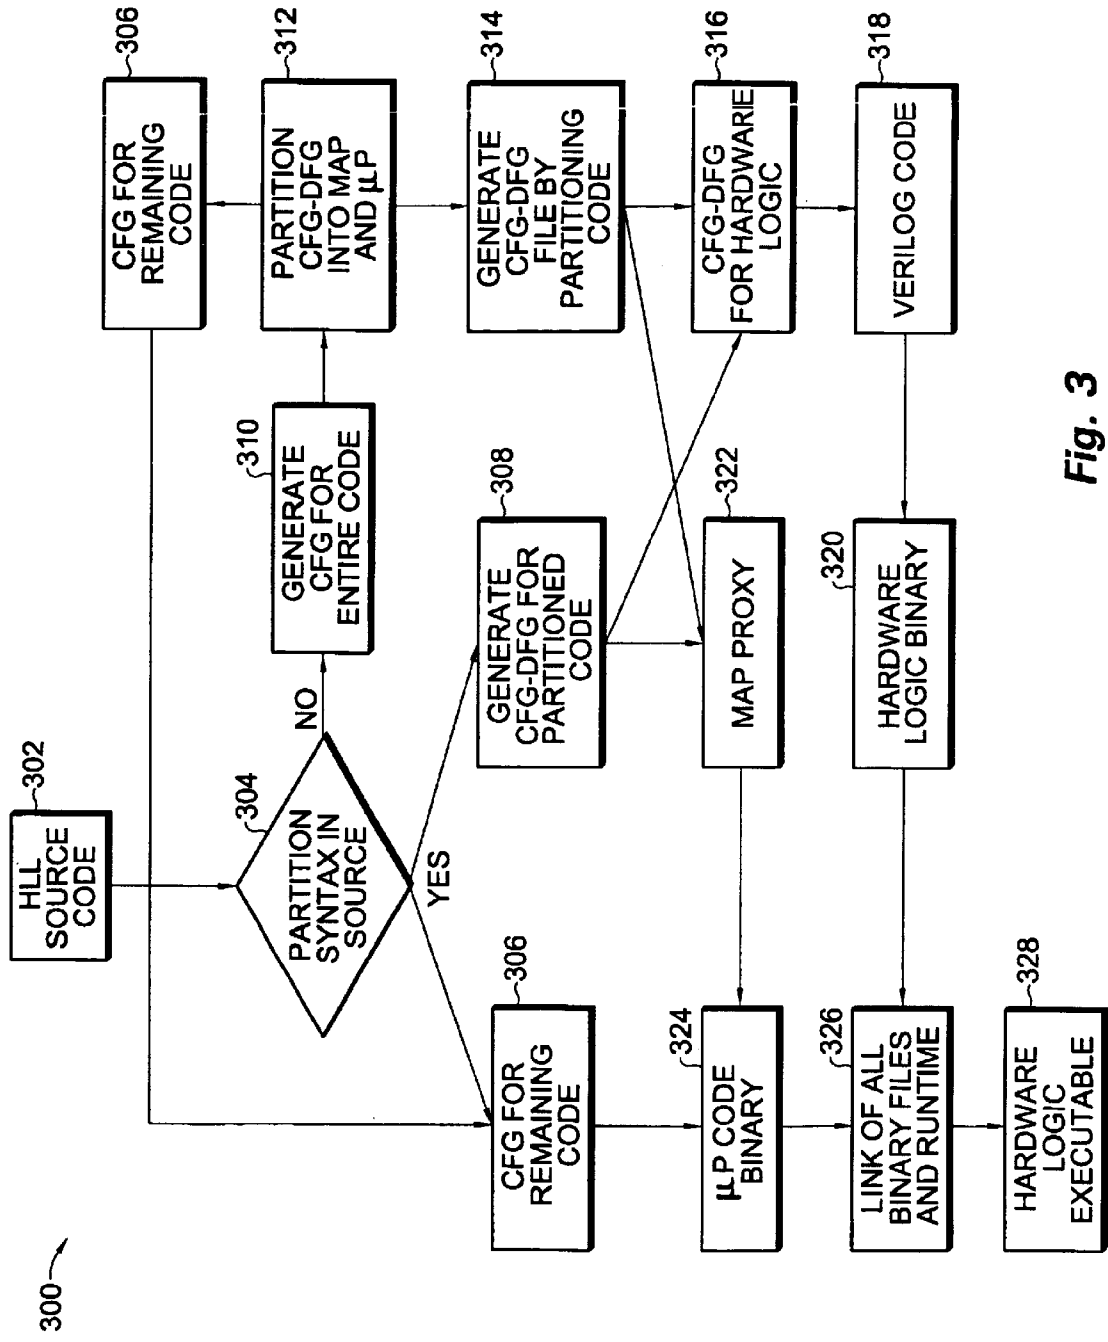 300
HLL
SOURCE
CODE
302
PARTITION
SYNTAX IN
SOURCE
304
NO
YES
GENERATE
CFG FOR
ENTIRE CODE
310
PARTITION
CFG-DFG
INTO MAP
AND µP
312
CFG FOR
REMAINING
CODE
306
CFG FOR
REMAINING
CODE
306
GENERATE
CFG-DFG FOR
PARTITIONED
CODE
308
GENERATE
CFG-DFG
FILE BY
PARTITIONING
CODE
314
µP CODE
BINARY
324
MAP PROXY
322
CFG-DFG
FOR HARDWARE
LOGIC
316
LINK OF ALL
BINARY FILES
AND RUNTIME
326
HARDWARE
LOGIC BINARY
320
VERILOG CODE
318
HARDWARE
LOGIC
EXECUTABLE
328
Fig. 3